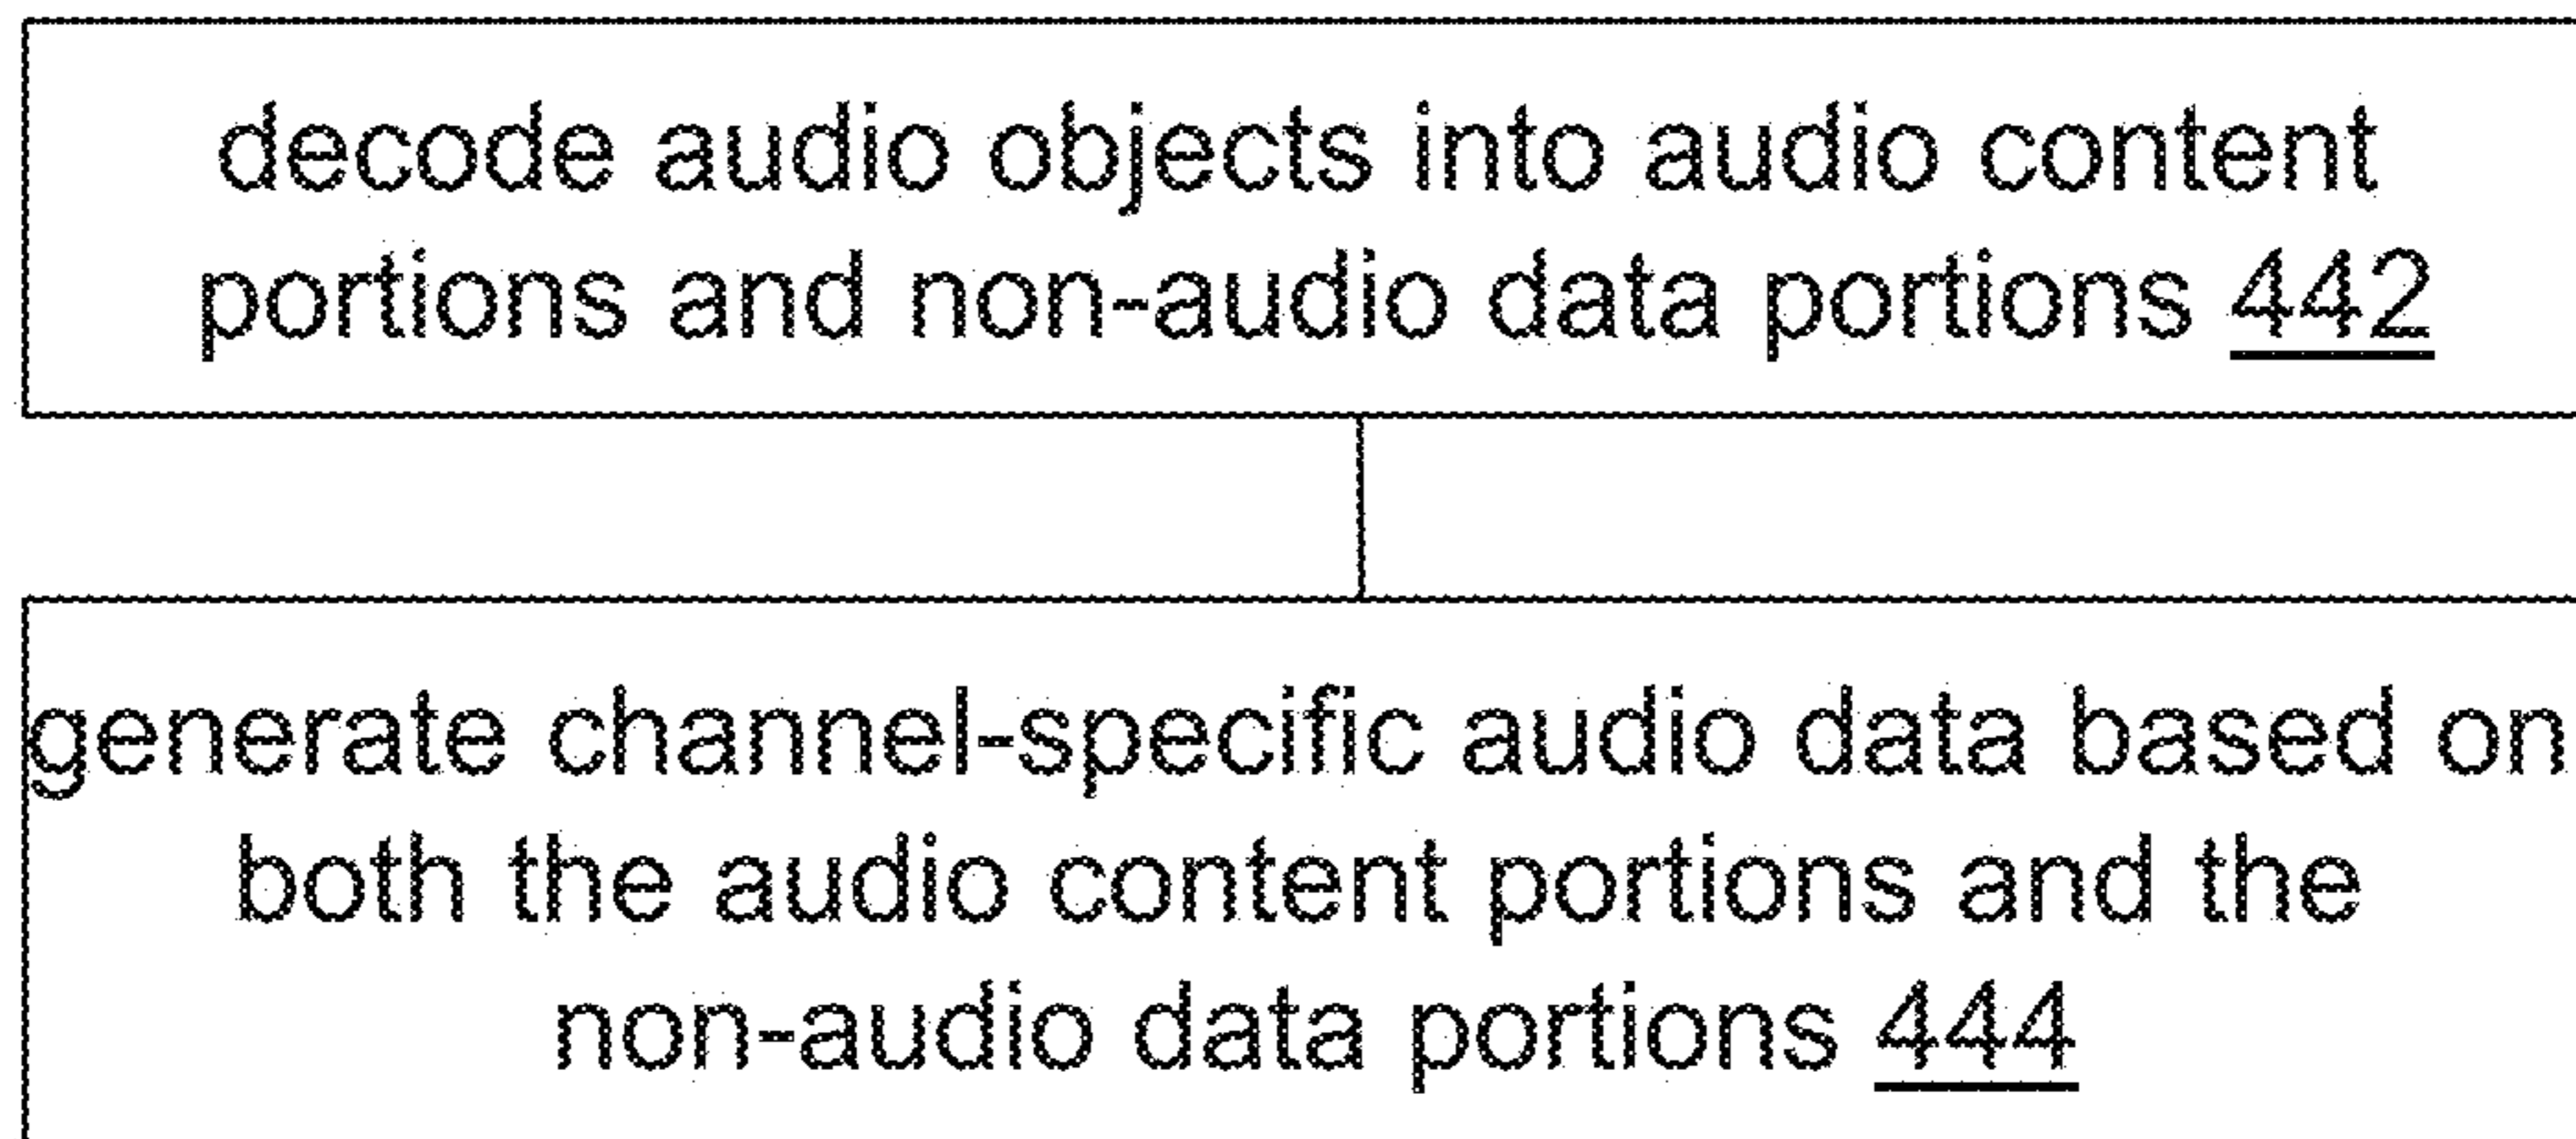 decode audio objects into audio content
portions and non-audio data portions 442
generate channel-specific audio data based on
both the audio content portions and the
non-audio data portions 444